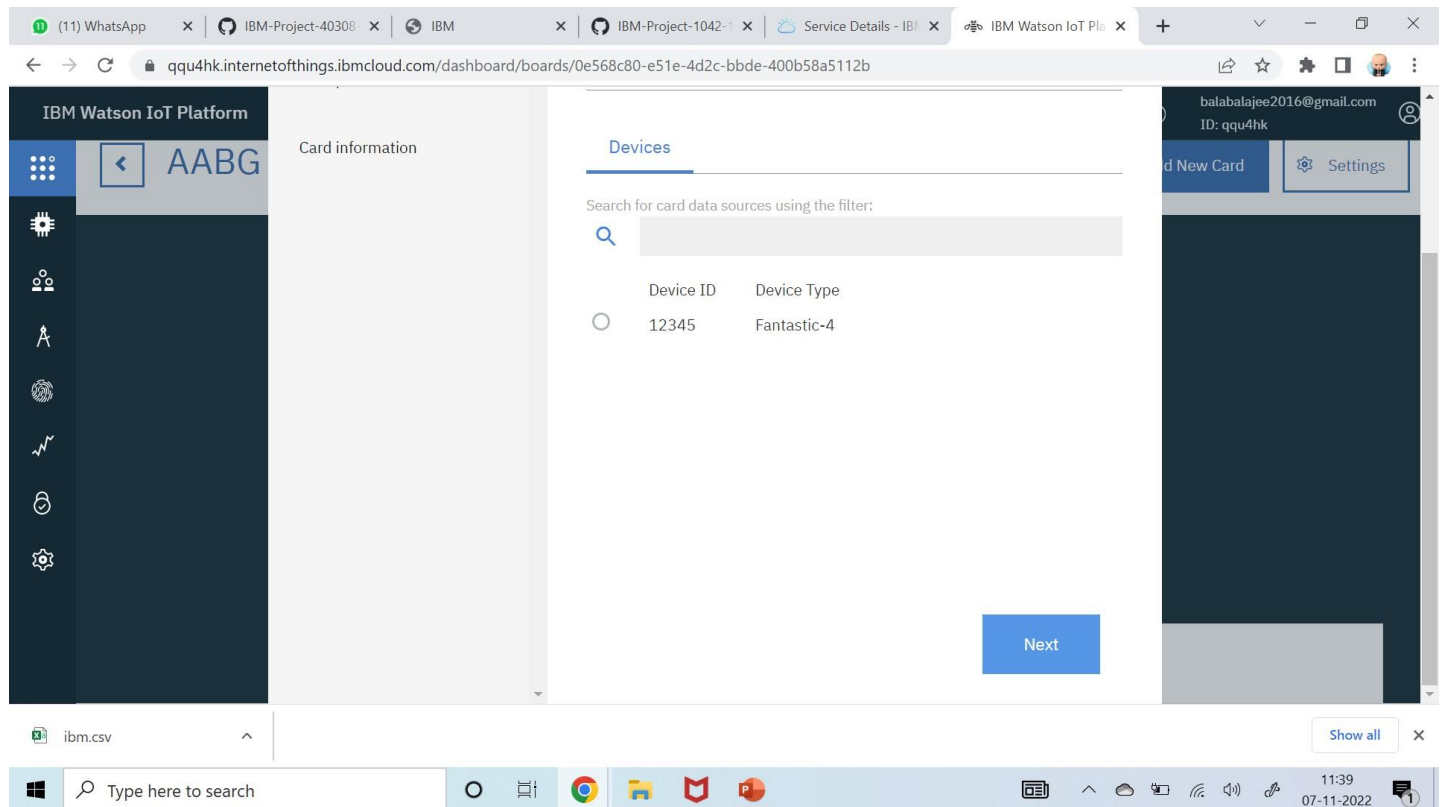 11 (11) WhatsApp
IBM-Project-40308-
IBM
IBM-Project-1042-1
Service Details - IBM
IBM Watson IoT Pla
qqu4hk.internetofthings.ibmcloud.com/dashboard/boards/0e568c80-e51e-4d2c-bbde-400b58a5112b
IBM Watson IoT Platform
balabalajee2016@gmail.com
ID: qqu4hk
AABG
Card information
Devices
d New Card
Settings
Search for card data sources using the filter:
Device ID Device Type
12345 Fantastic-4
Next
ibm.csv
Show all
Type here to search
11:39
07-11-2022
1